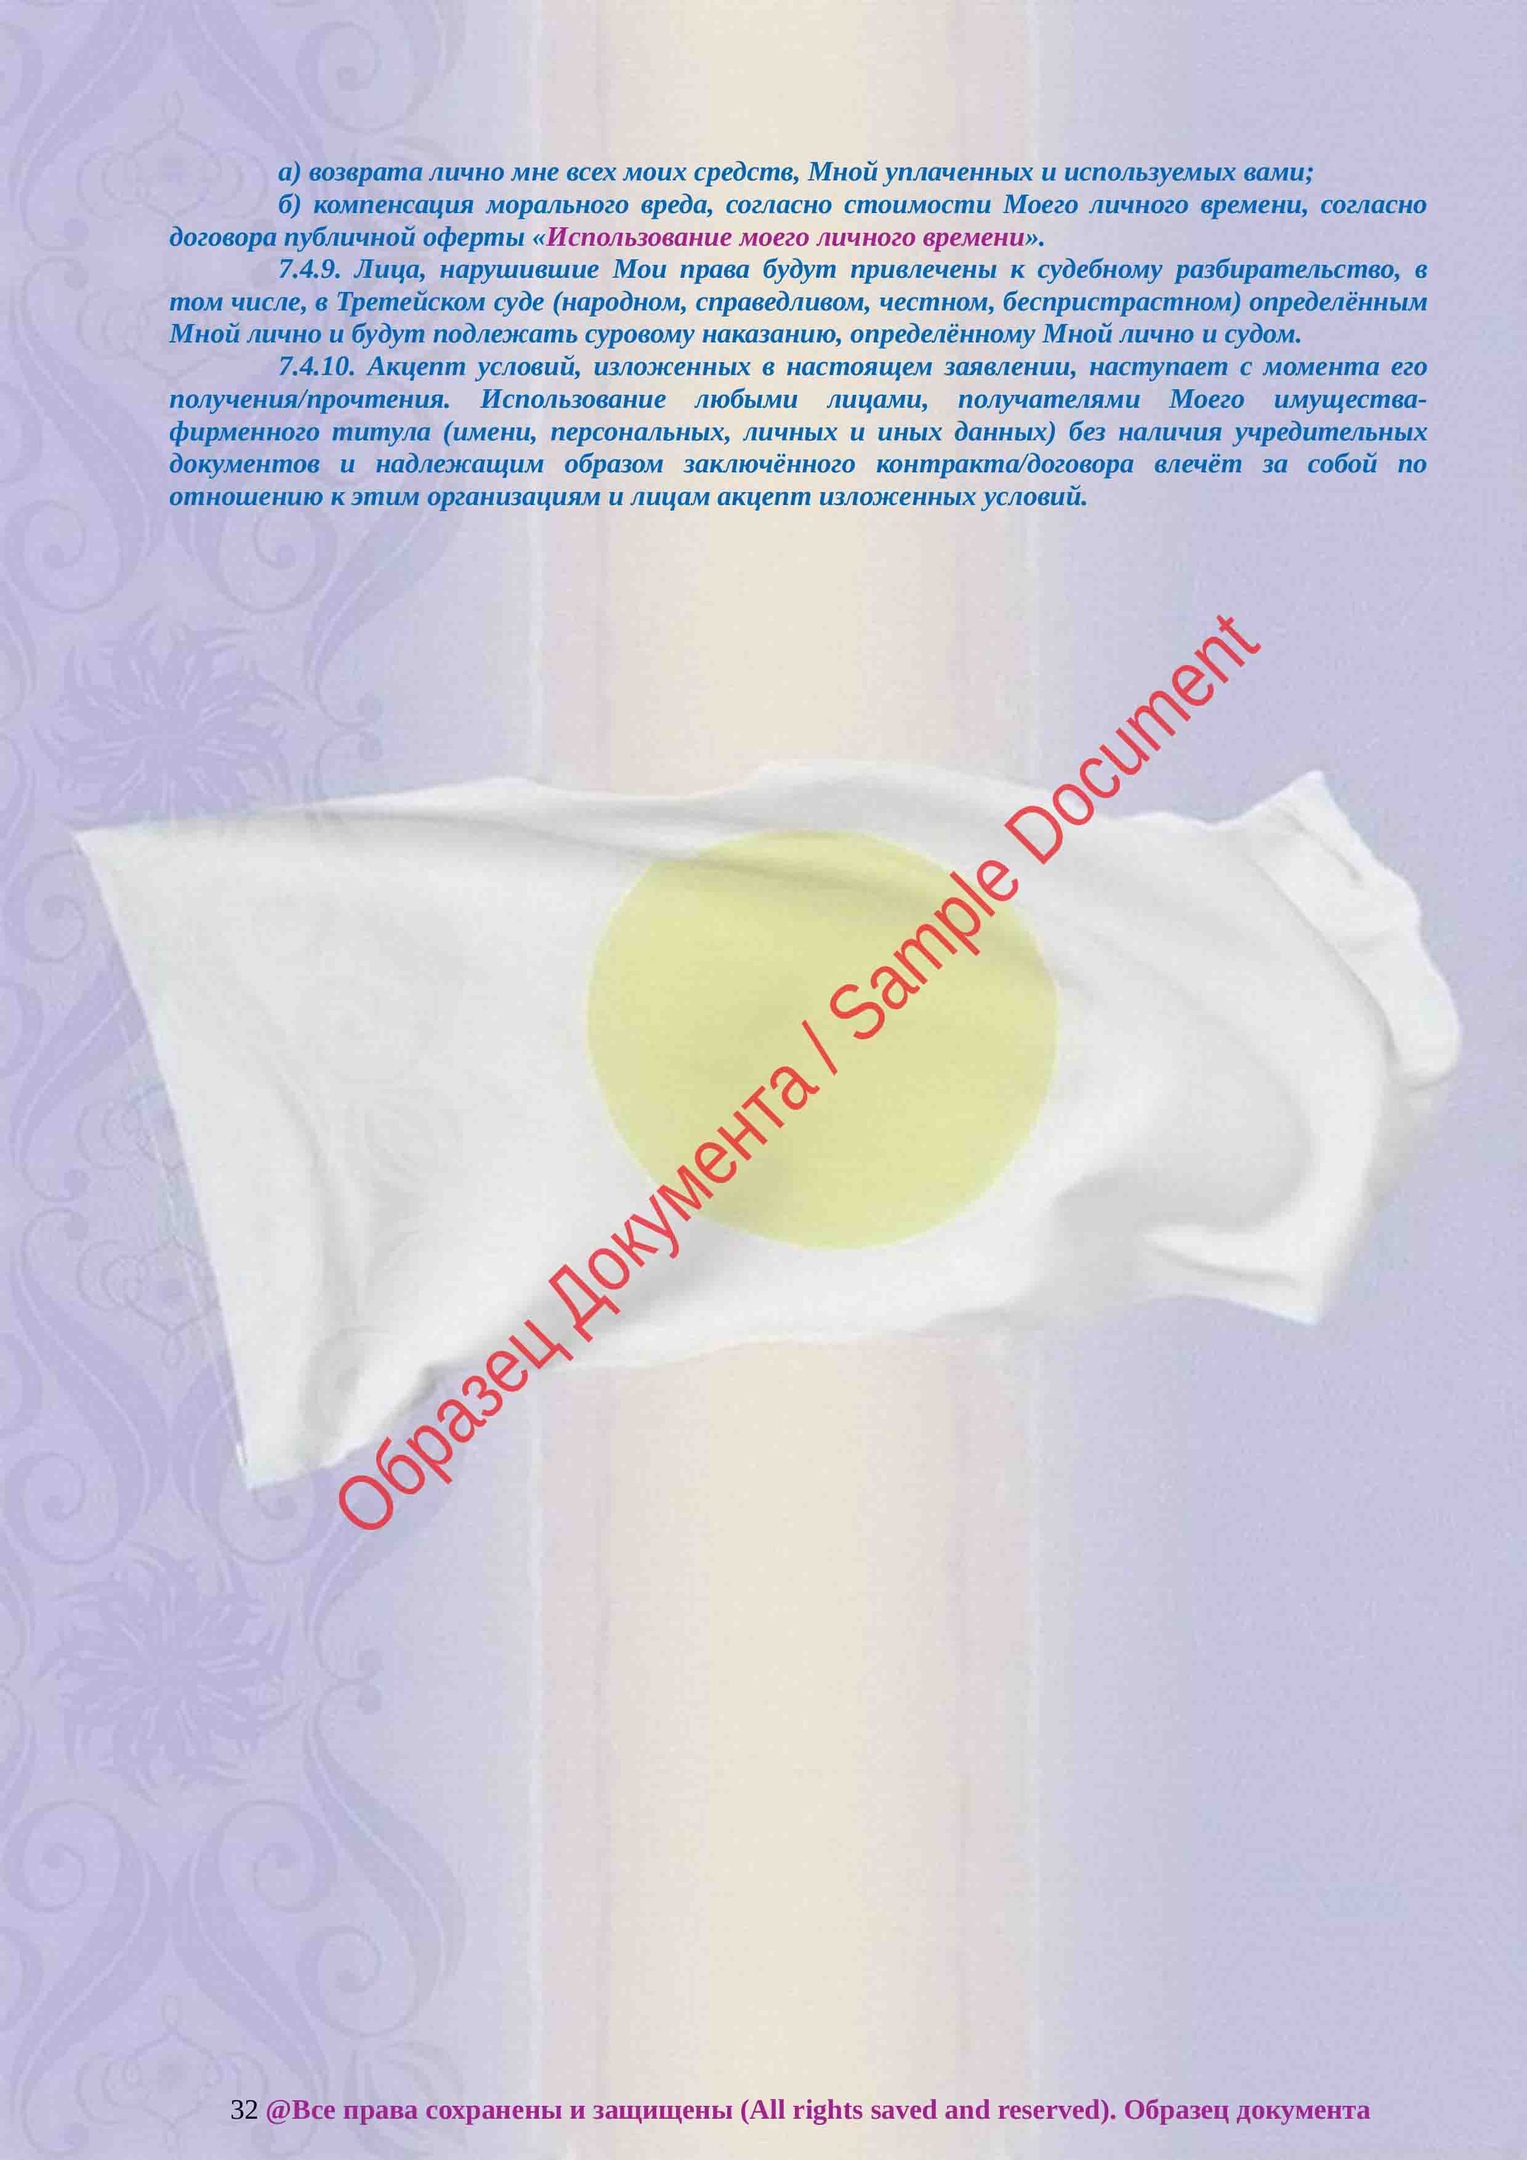 а) возврата лично мне всех моих средств, Мной уплаченных и используемых вами;
б) компенсация морального вреда, согласно стоимости Моего личного времени, согласно
договора публичной оферты «Использование моего личного времени».
7.4.9. Лица, нарушившие Мои права будут привлечены к судебному разбирательство, в
том числе, в Третейском суде (народном, справедливом, честном, беспристрастном) определённым
Мной лично и будут подлежать суровому наказанию, определённому Мной лично и судом.
7.4.10. Акцепт условий, изложенных в настоящем заявлении, наступает с момента его
получения/прочтения. Использование любыми лицами, получателями Моего имущества-
фирменного титула (имени, персональных, личных и иных данных) без наличия учредительных
документов и надлежащим образом заключённого контракта/договора влечёт за собой по
отношению к этим организациям и лицам акцепт изложенных условий.
Образец Документа / Sample Document
32 @Все права сохранены и защищены (All rights saved and reserved). Образец документа